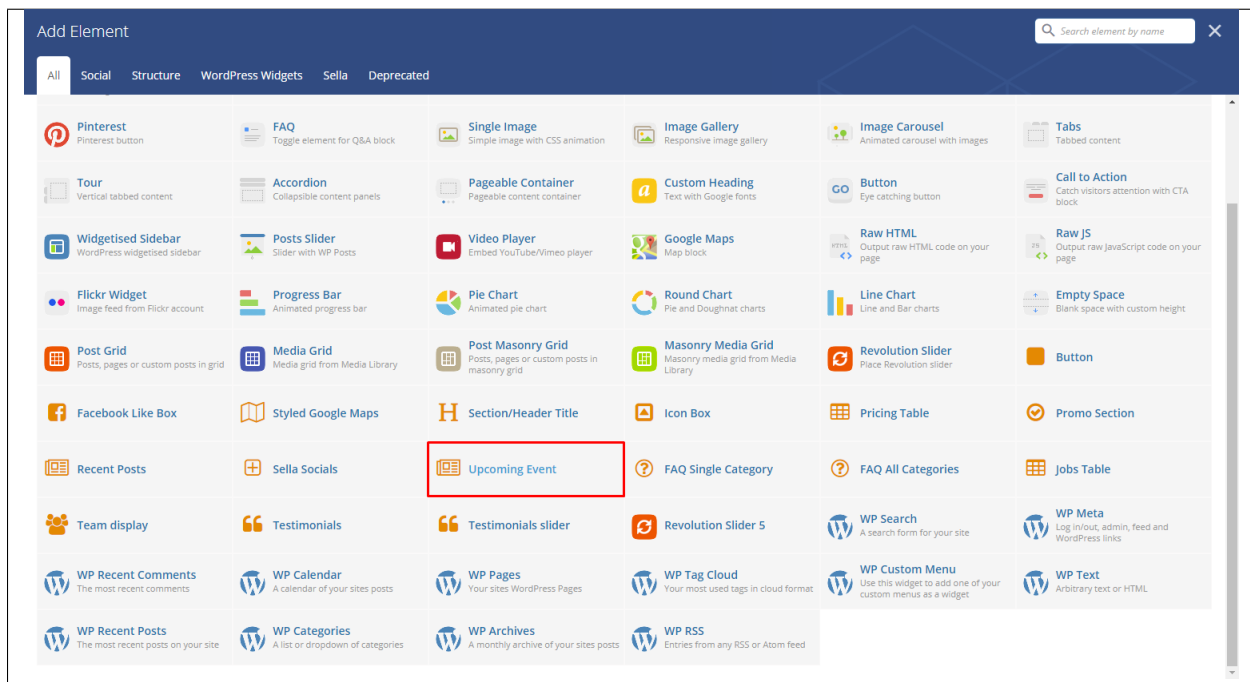 Add Element
Search element by name
All Social Structure WordPress Widgets Sella Deprecated
Pinterest
Pinterest button
FAQ
Toggle element for Q&A block
Single Image
Simple image with CSS animation
Image Gallery
Responsive image gallery
Image Carousel
Animated carousel with images
Tabs
Tabbed content
Tour
Vertical tabbed content
Accordion
Collapsible content panels
Pageable Container
Pageable content container
a
Custom Heading
Text with Google fonts
GO
Button
Eye catching button
Call to Action
Catch visitors attention with CTA
block
Widgetised Sidebar
WordPress widgetised sidebar
Posts Slider
Slider with WP Posts
Video Player
Embed YouTube/Vimeo player
Google Maps
Map block
HTML
Raw HTML
Output raw HTML code on your
page
JS
Raw JS
Output raw JavaScript code on your
page
Flickr Widget
Image feed from Flickr account
Progress Bar
Animated progress bar
Pie Chart
Animated pie chart
Round Chart
Pie and Doughnat charts
Line Chart
Line and Bar charts
Empty Space
Blank space with custom height
Post Grid
Posts, pages or custom posts in grid
Media Grid
Media grid from Media Library
Post Masonry Grid
Posts, pages or custom posts in
masonry grid
Masonry Media Grid
Masonry media grid from Media
Library
Revolution Slider
Place Revolution slider
Button
Facebook Like Box
Styled Google Maps
H
Section/Header Title
Icon Box
Pricing Table
Promo Section
Recent Posts
Sella Socials
Upcoming Event
FAQ Single Category
FAQ All Categories
Jobs Table
Team display
Testimonials
Testimonials slider
Revolution Slider 5
WP Search
A search form for your site
WP Meta
Log in/out, admin, feed and
WordPress links
WP Recent Comments
The most recent comments
WP Calendar
A calendar of your sites posts
WP Pages
Your sites WordPress Pages
WP Tag Cloud
Your most used tags in cloud format
WP Custom Menu
Use this widget to add one of your
custom menus as a widget
WP Text
Arbitrary text or HTML
WP Recent Posts
The most recent posts on your site
WP Categories
A list or dropdown of categories
WP Archives
A monthly archive of your sites posts
WP RSS
Entries from any RSS or Atom feed